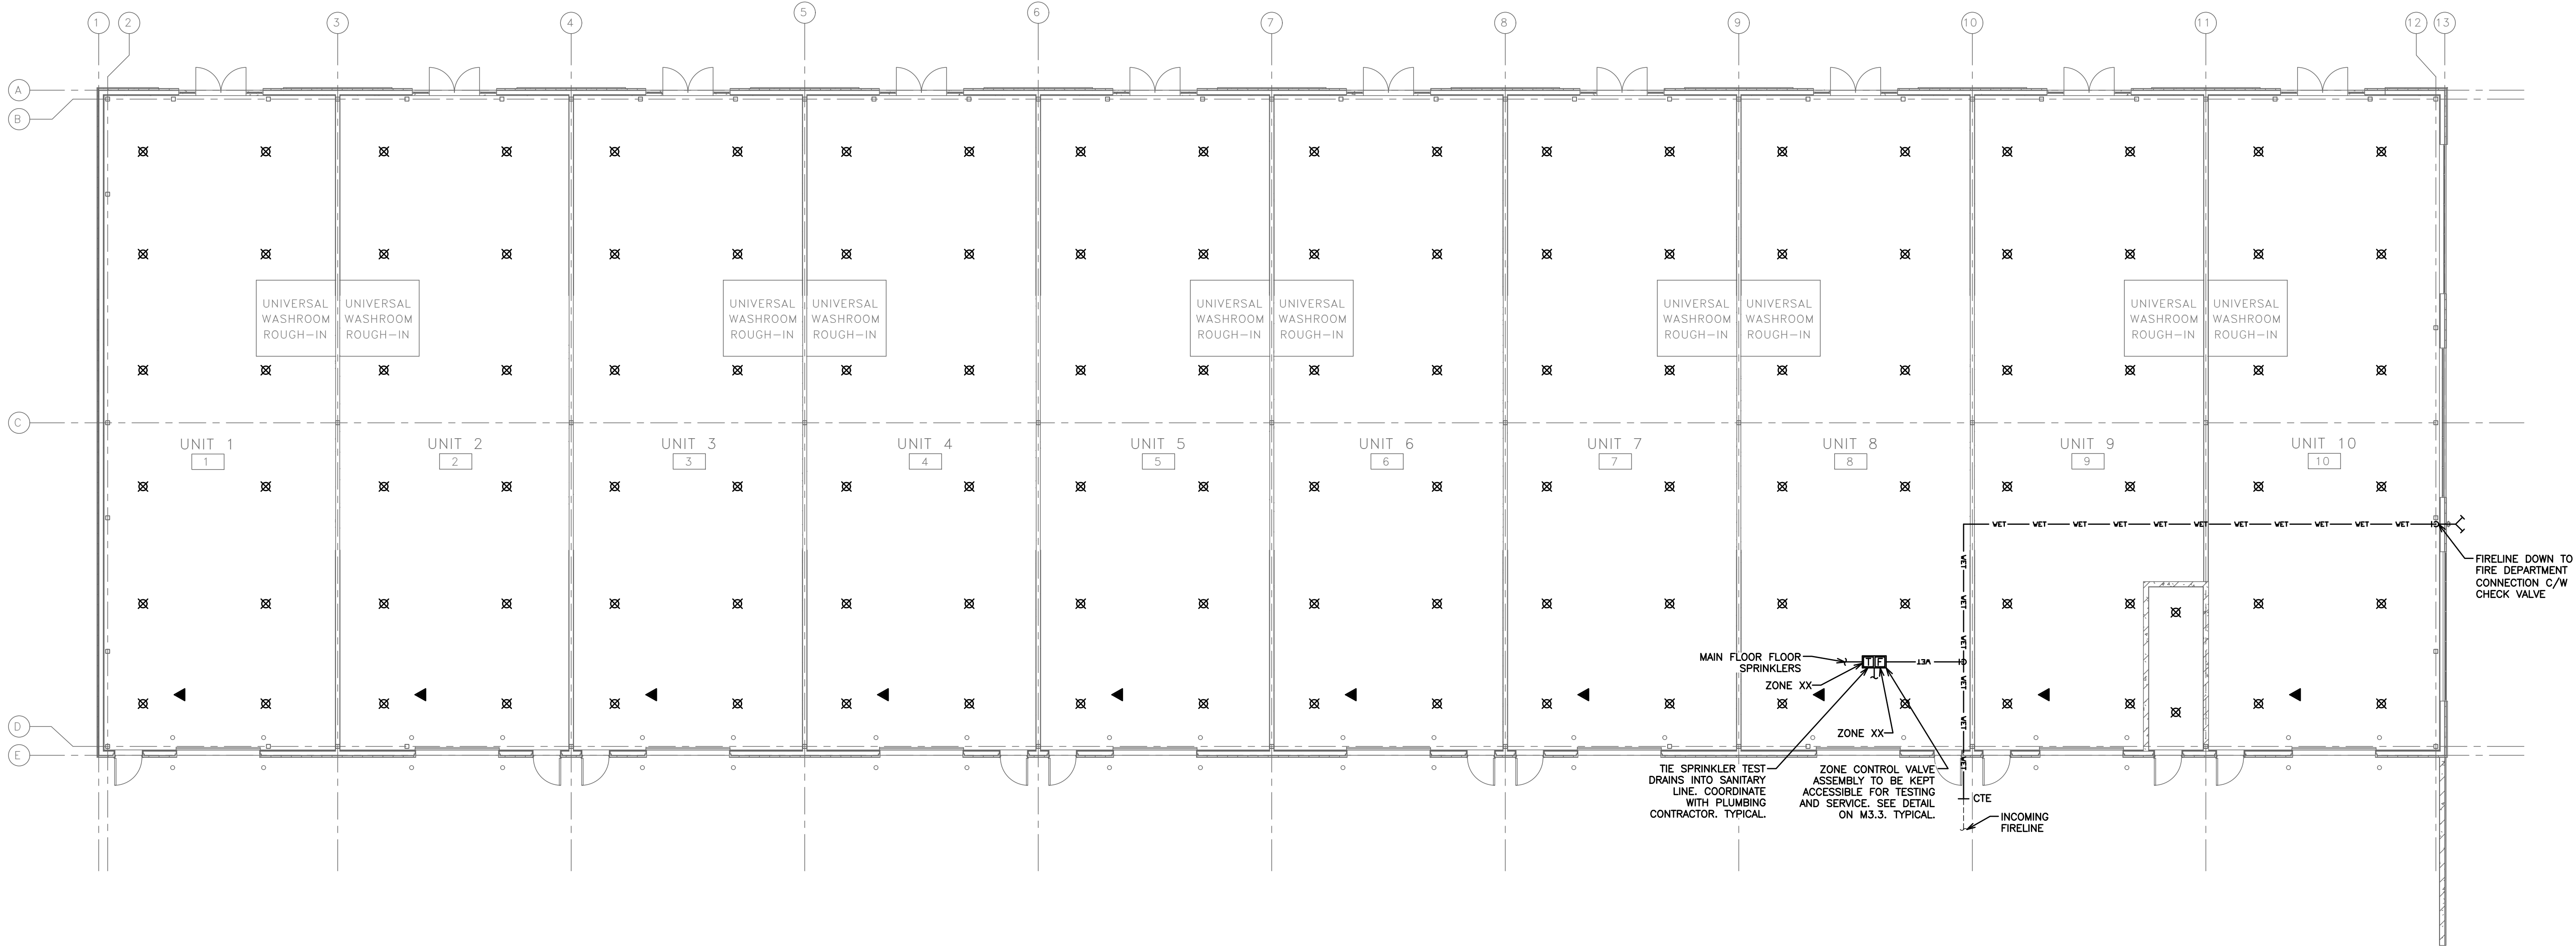 1
2
3
4
5
6
7
8
9
10
11
12
13
A
B
C
D
E
UNIVERSAL
WASHROOM
ROUGH-IN
UNIVERSAL
WASHROOM
ROUGH-IN
UNIVERSAL
WASHROOM
ROUGH-IN
UNIVERSAL
WASHROOM
ROUGH-IN
UNIVERSAL
WASHROOM
ROUGH-IN
UNIVERSAL
WASHROOM
ROUGH-IN
UNIVERSAL
WASHROOM
ROUGH-IN
UNIVERSAL
WASHROOM
ROUGH-IN
UNIVERSAL
WASHROOM
ROUGH-IN
UNIVERSAL
WASHROOM
ROUGH-IN
UNIT 1
1
UNIT 2
2
UNIT 3
3
UNIT 4
4
UNIT 5
5
UNIT 6
6
UNIT 7
7
UNIT 8
8
UNIT 9
9
UNIT 10
10
WET WET WET WET WET WET WET WET WET WET WET
FIRELINE DOWN TO
FIRE DEPARTMENT
CONNECTION C/W
CHECK VALVE
WET
WET
WET
WET
WET
WET
WET
MAIN FLOOR FLOOR
SPRINKLERS
T F
ZONE XX
ZONE XX
TIE SPRINKLER TEST
DRAINS INTO SANITARY
LINE. COORDINATE
WITH PLUMBING
CONTRACTOR. TYPICAL.
ZONE CONTROL VALVE
ASSEMBLY TO BE KEPT
ACCESSIBLE FOR TESTING
AND SERVICE. SEE DETAIL
ON M3.3. TYPICAL.
CTE
INCOMING
FIRELINE